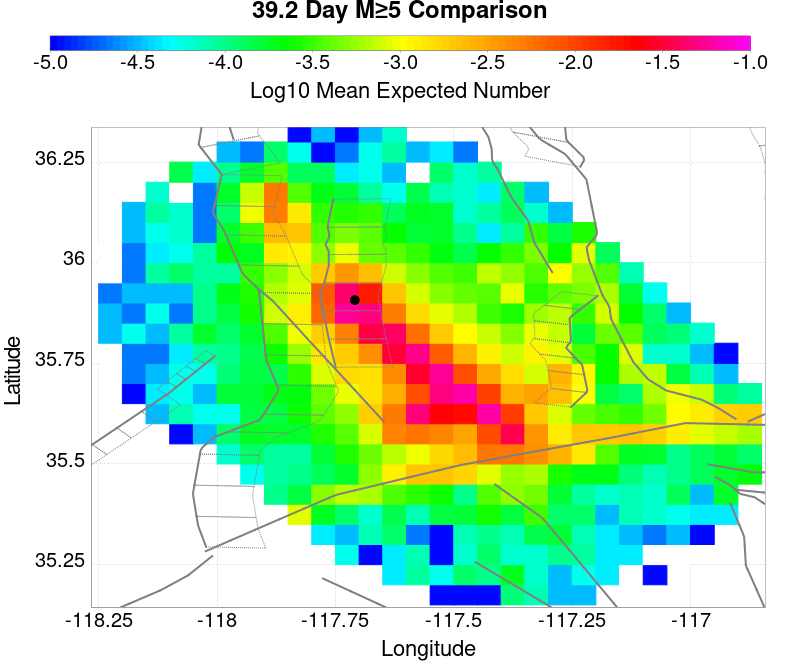 39.2 Day M≥5 Comparison
-5.0 -4.5 -4.0 -3.5 -3.0 -2.5 -2.0 -1.5 -1.0
Log10 Mean Expected Number
36.25
36
35.75
35.5
35.25
Latitude
-118.25 -118 -117.75 -117.5 -117.25 -117
Longitude